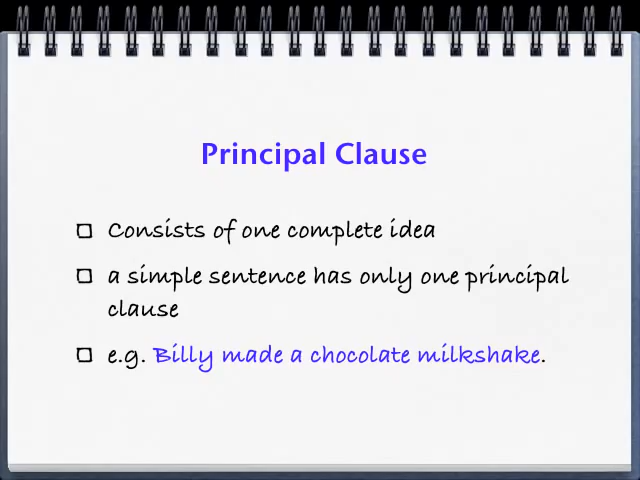 Principal Clause
Consists of one complete idea
a simple sentence has only one principal
clause
e.g. Billy made a chocolate milkshake.